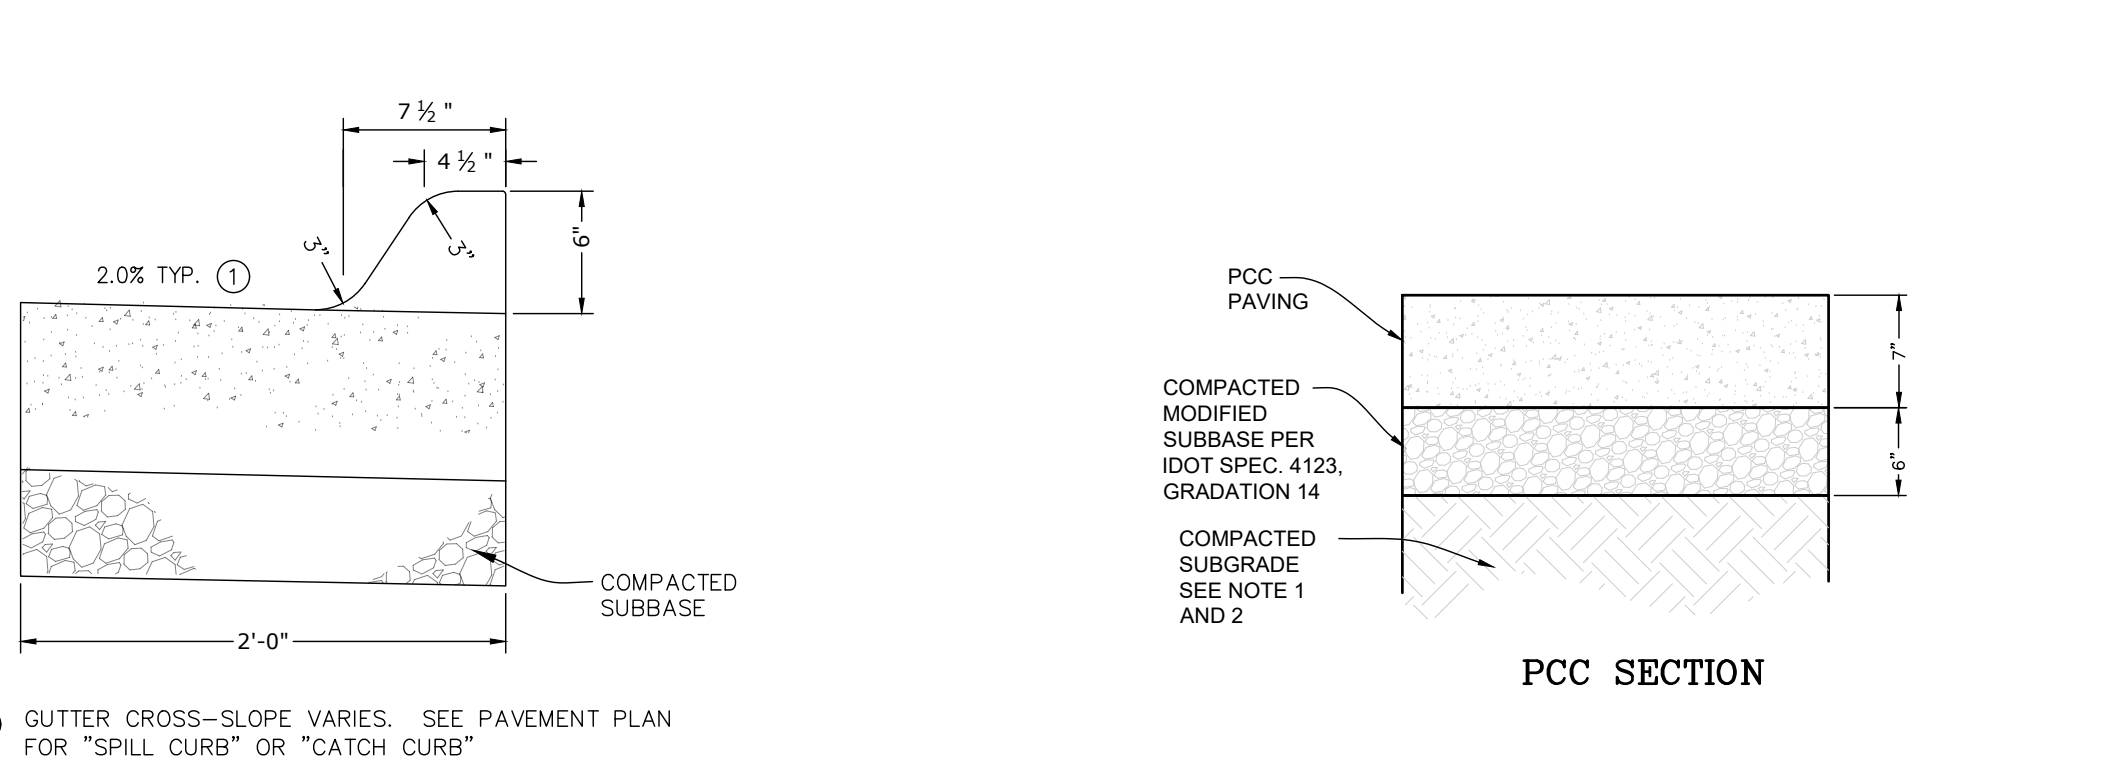 7 ½ "
4 ½ "
3"
3"
6"
2.0% TYP. 1
COMPACTED
SUBBASE
2'-0"
GUTTER CROSS-SLOPE VARIES. SEE PAVEMENT PLAN
FOR "SPILL CURB" OR "CATCH CURB"
PCC
PAVING
COMPACTED
MODIFIED
SUBBASE PER
IDOT SPEC. 4123,
GRADATION 14
COMPACTED
SUBGRADE
SEE NOTE 1
AND 2
7"
6"
PCC SECTION